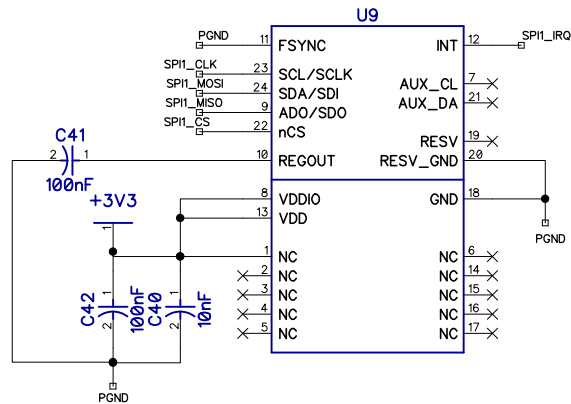 U9
PGND 11 FSYNC INT 12 SPI1_IRQ
SPI1_CLK 23 SCL/SCLK AUX_CL 7
SPI1_MOSI 24 SDA/SDI AUX_DA 21
SPI1_MISO 9 ADO/SDO
SPI1_CS 22 nCS RESV 19
C41
2 1 10 REGOUT RESV_GND 20
100nF
+3V3
8 VDDIO GND 18
13 VDD
1
PGND
1 NC NC 6
2 NC NC 14
3 NC NC 15
4 NC NC 16
5 NC NC 17
C42 1 2 100nF
C40 1 2 10nF
PGND